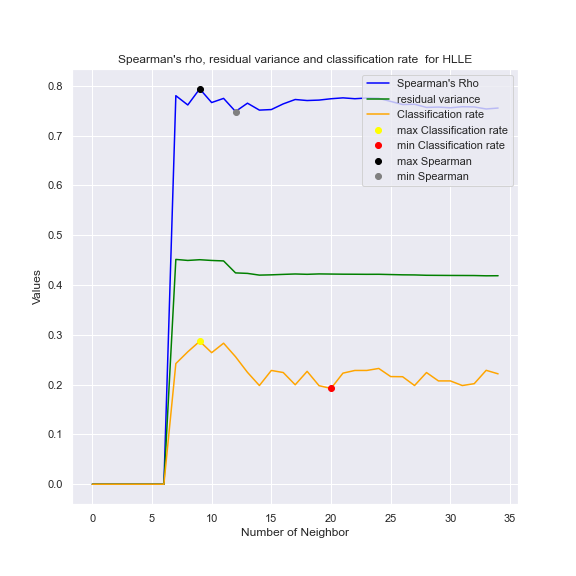 Spearman's rho, residual variance and classification rate  for HLLE
Spearman's Rho
residual variance
Classification rate
max Classification rate
min Classification rate
max Spearman
min Spearman
Values
0.8
0.7
0.6
0.5
0.4
0.3
0.2
0.1
0.0
0 5 10 15 20 25 30 35
Number of Neighbor